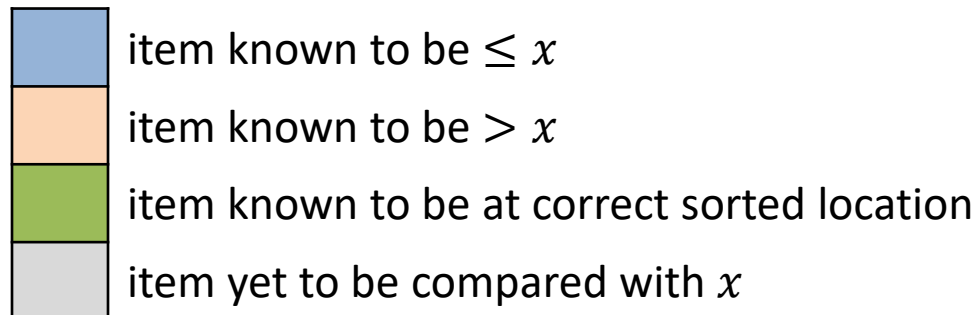 item known to be ≤ 𝑥
item known to be > 𝑥
item known to be at correct sorted location
item yet to be compared with 𝑥